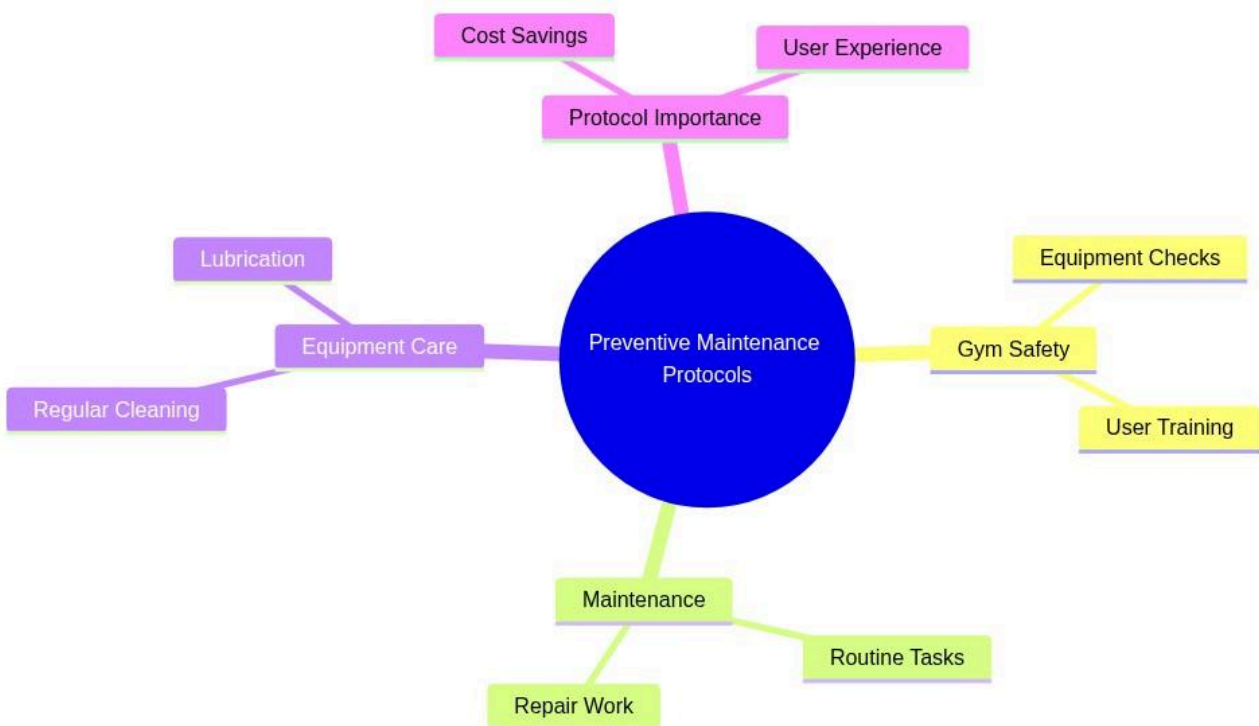 Cost Savings
User Experience
Protocol Importance
Lubrication
Equipment Care
Regular Cleaning
Preventive Maintenance
Protocols
Equipment Checks
Gym Safety
User Training
Maintenance
Routine Tasks
Repair Work